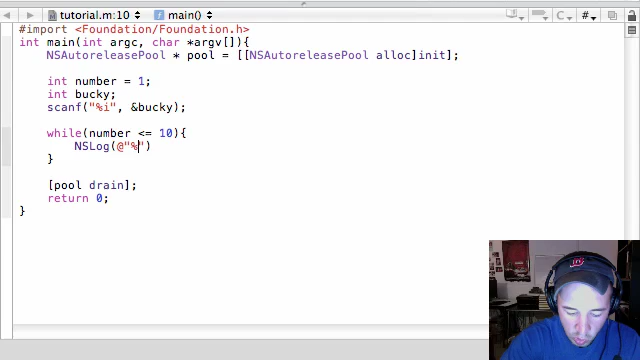 tutorial.m:10 main() C #
#import <Foundation/Foundation.h>
int main(int argc, char *argv[]){
NSAutoreleasePool * pool = [[NSAutoreleasePool alloc]init];
int number = 1;
int bucky;
scanf("%i", &bucky);
while(number <= 10){
NSLog(@"%")
}
[pool drain];
return 0;
}